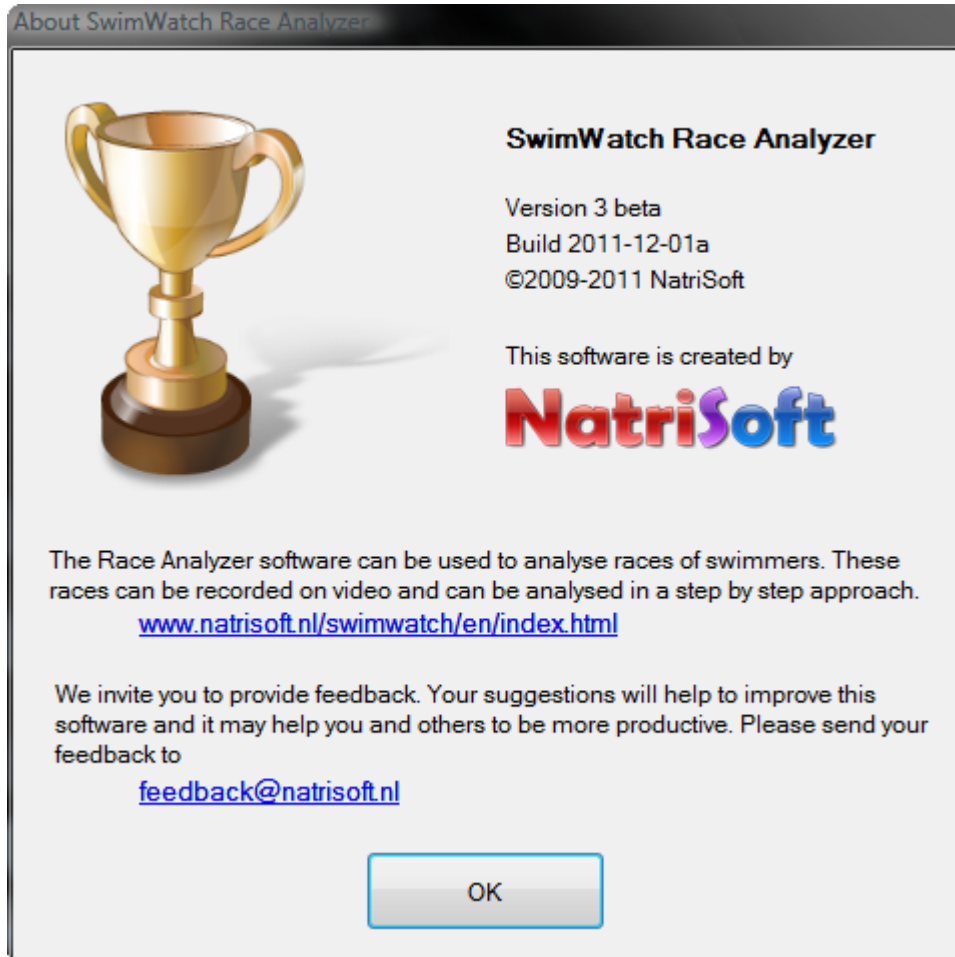 About SwimWatch Race Analyzer
SwimWatch Race Analyzer
Version 3 beta
Build 2011-12-01a
©2009-2011 NatriSoft
This software is created by
NatriSoft
The Race Analyzer software can be used to analyse races of swimmers. These
races can be recorded on video and can be analysed in a step by step approach.
www.natrisoft.nl/swimwatch/en/index.html
We invite you to provide feedback. Your suggestions will help to improve this
software and it may help you and others to be more productive. Please send your
feedback to
feedback@natrisoft.nl
OK